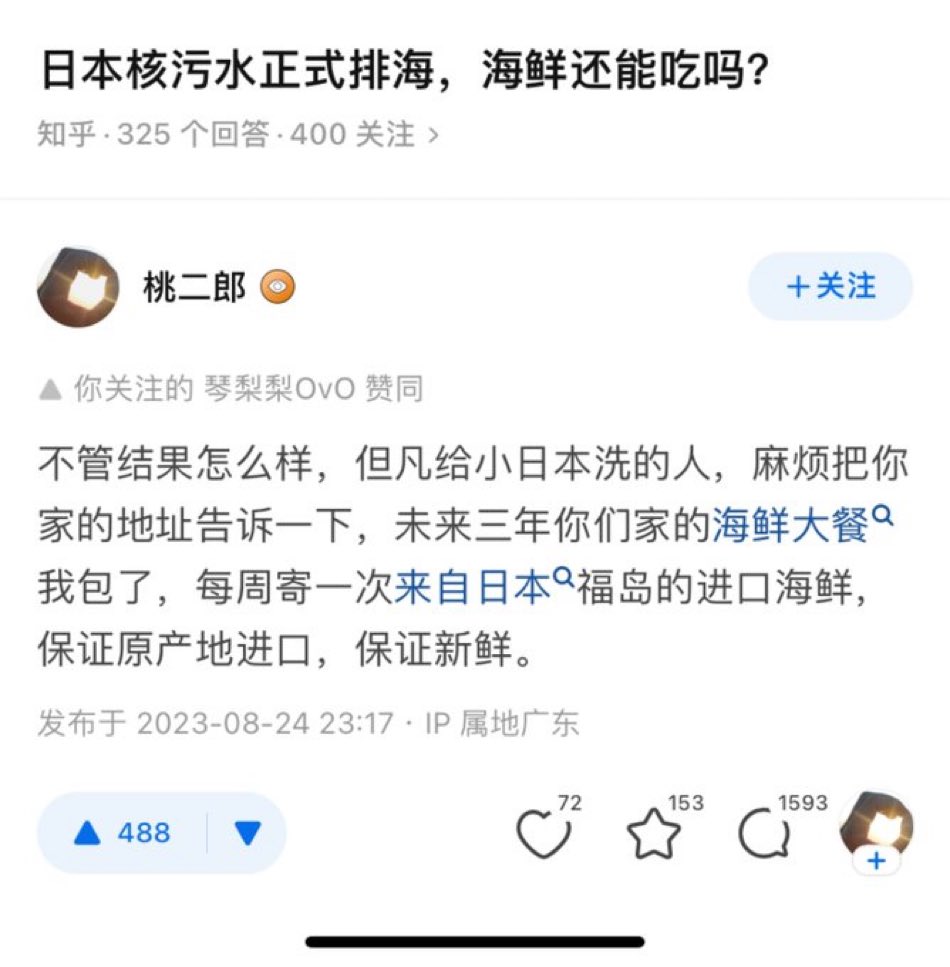 日本核污水正式排海，海鲜还能吃吗？
知乎·325 个回答·400 关注 >
桃二郎
+关注
你关注的 琴梨梨OvO 赞同
不管结果怎么样，但凡给小日本洗的人，麻烦把你
家的地址告诉一下，未来三年你们家的海鲜大餐
我包了，每周寄一次来自日本福岛的进口海鲜，
保证原产地进口，保证新鲜。
发布于 2023-08-24 23:17 · IP 属地广东
488 72 153 1593